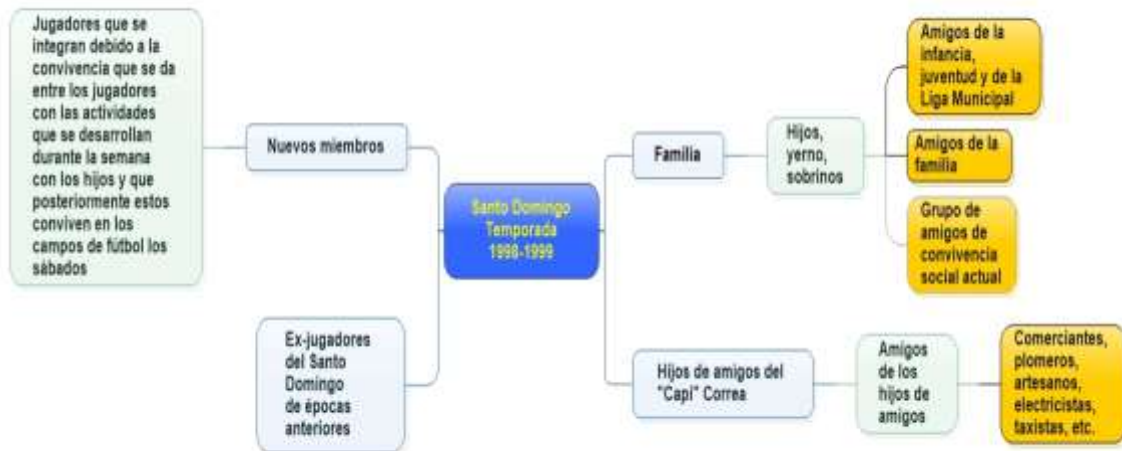 Jugadores que se
integran debido a la
convivencia que se da
entre los jugadores
con las actividades
que se desarrollan
durante la semana
con los hijos y que
posteriormente estos
conviven en los
campos de fútbol los
sábados
Nuevos miembros
Ex-jugadores
del Santo
Domingo
de épocas
anteriores
Santo Domingo
Temporada
1998-1999
Familia
Hijos,
yerno,
sobrinos
Amigos de la
infancia,
juventud y de la
Liga Municipal
Amigos de la
familia
Grupo de
amigos de
convivencia
social actual
Hijos de amigos del
"Capi" Correa
Amigos
de los
hijos de
amigos
Comerciantes,
plomeros,
artesanos,
electricistas,
taxistas, etc.